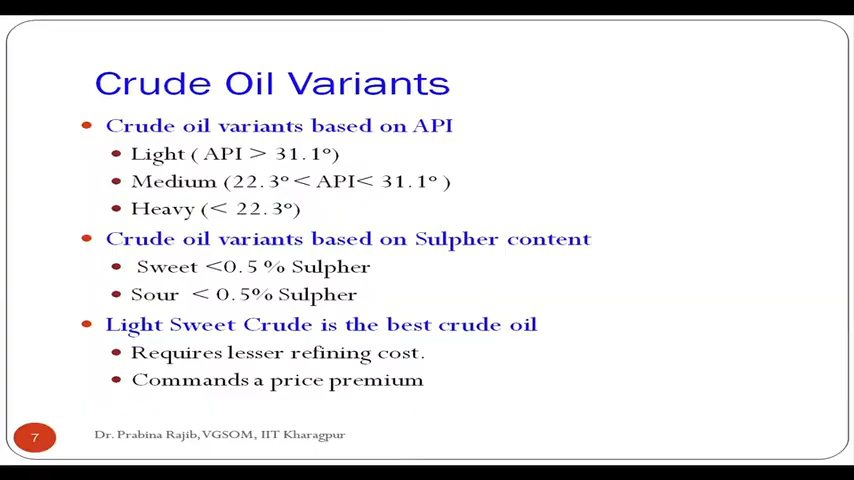 Crude Oil Variants
Crude oil variants based on API
Light ( API > 31.1º)
Medium (22.3º < API< 31.1º )
Heavy (< 22.3º)
Crude oil variants based on Sulpher content
Sweet <0.5 % Sulpher
Sour < 0.5% Sulpher
Light Sweet Crude is the best crude oil
Requires lesser refining cost.
Commands a price premium
7
Dr. Prabina Rajib, VGSOM, IIT Kharagpur